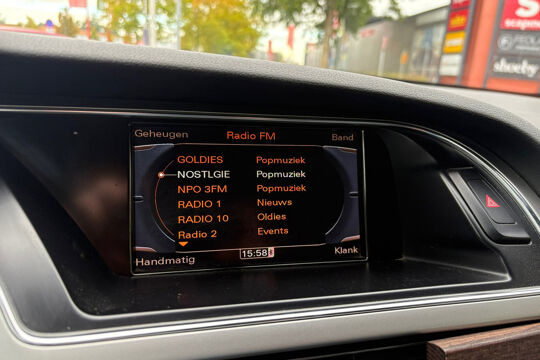 Geheugen Radio FM Band
GOLDIES Popmuziek
NOSTLGIE Popmuziek
NPO 3FM Popmuziek
RADIO 1 Nieuws
RADIO 10 Oldies
Radio 2 Events
Handmatig 15:58 Klank
scapino
shoeby